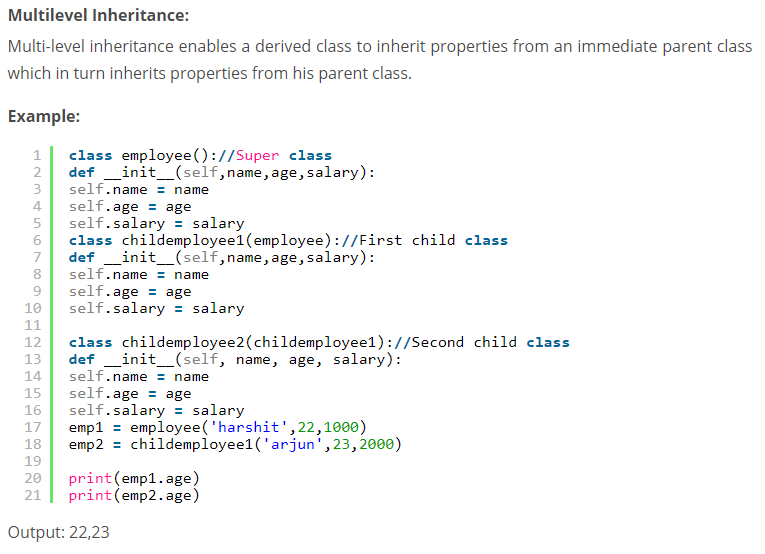 Multilevel Inheritance:
Multi-level inheritance enables a derived class to inherit properties from an immediate parent class
which in turn inherits properties from his parent class.
Example:
1 class employee()://Super class
2 def __init__(self,name,age,salary):
3 self.name = name
4 self.age = age
5 self.salary = salary
6 class childemployee1(employee)://First child class
7 def __init__(self,name,age,salary):
8 self.name = name
9 self.age = age
10 self.salary = salary
11
12 class childemployee2(childemployee1)://Second child class
13 def __init__(self, name, age, salary):
14 self.name = name
15 self.age = age
16 self.salary = salary
17 emp1 = employee('harshit',22,1000)
18 emp2 = childemployee1('arjun',23,2000)
19
20 print(emp1.age)
21 print(emp2.age)
Output: 22,23